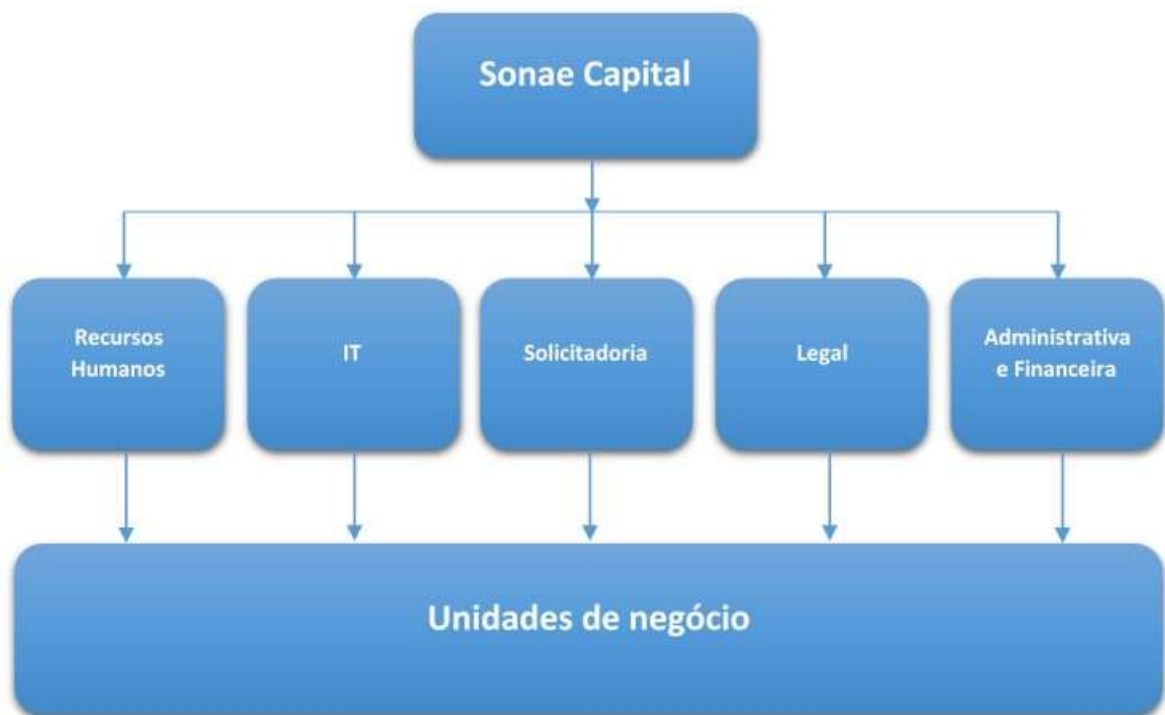 Sonae Capital
Recursos
Humanos
IT
Solicitadoria
Legal
Administrativa
e Financeira
Unidades de negócio